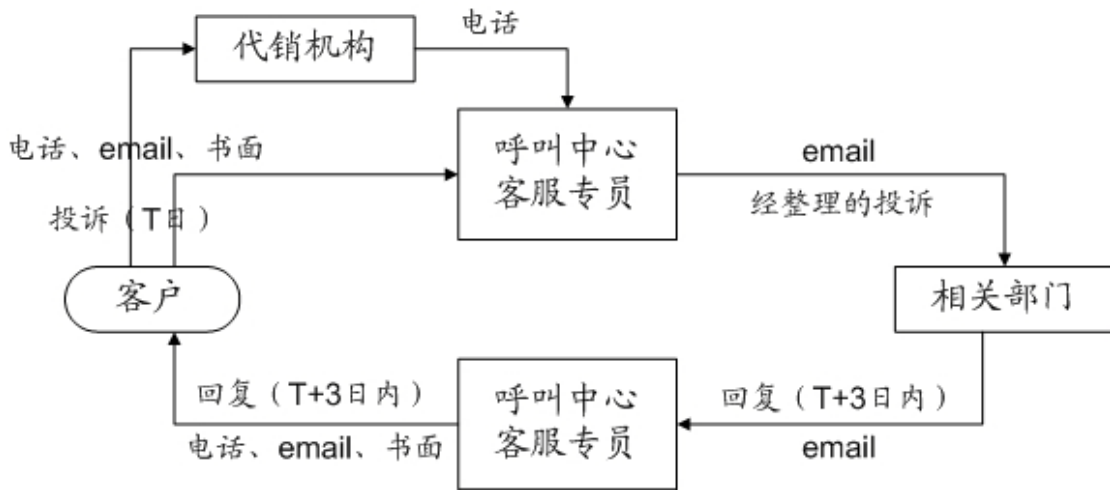 电话
代销机构
电话、email、书面
呼叫中心
客服专员
email
投诉（T日）
经整理的投诉
客户
相关部门
回复（T+3日内）
呼叫中心
客服专员
回复（T+3日内）
电话、email、书面
email